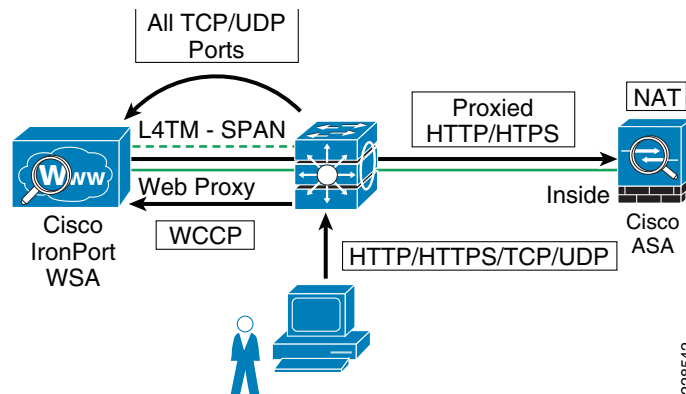 All TCP/UDP
Ports
L4TM - SPAN
Proxied
HTTP/HTPS
NAT
Www
Web Proxy
Inside
Cisco
IronPort
WSA
WCCP
Cisco
ASA
HTTP/HTTPS/TCP/UDP